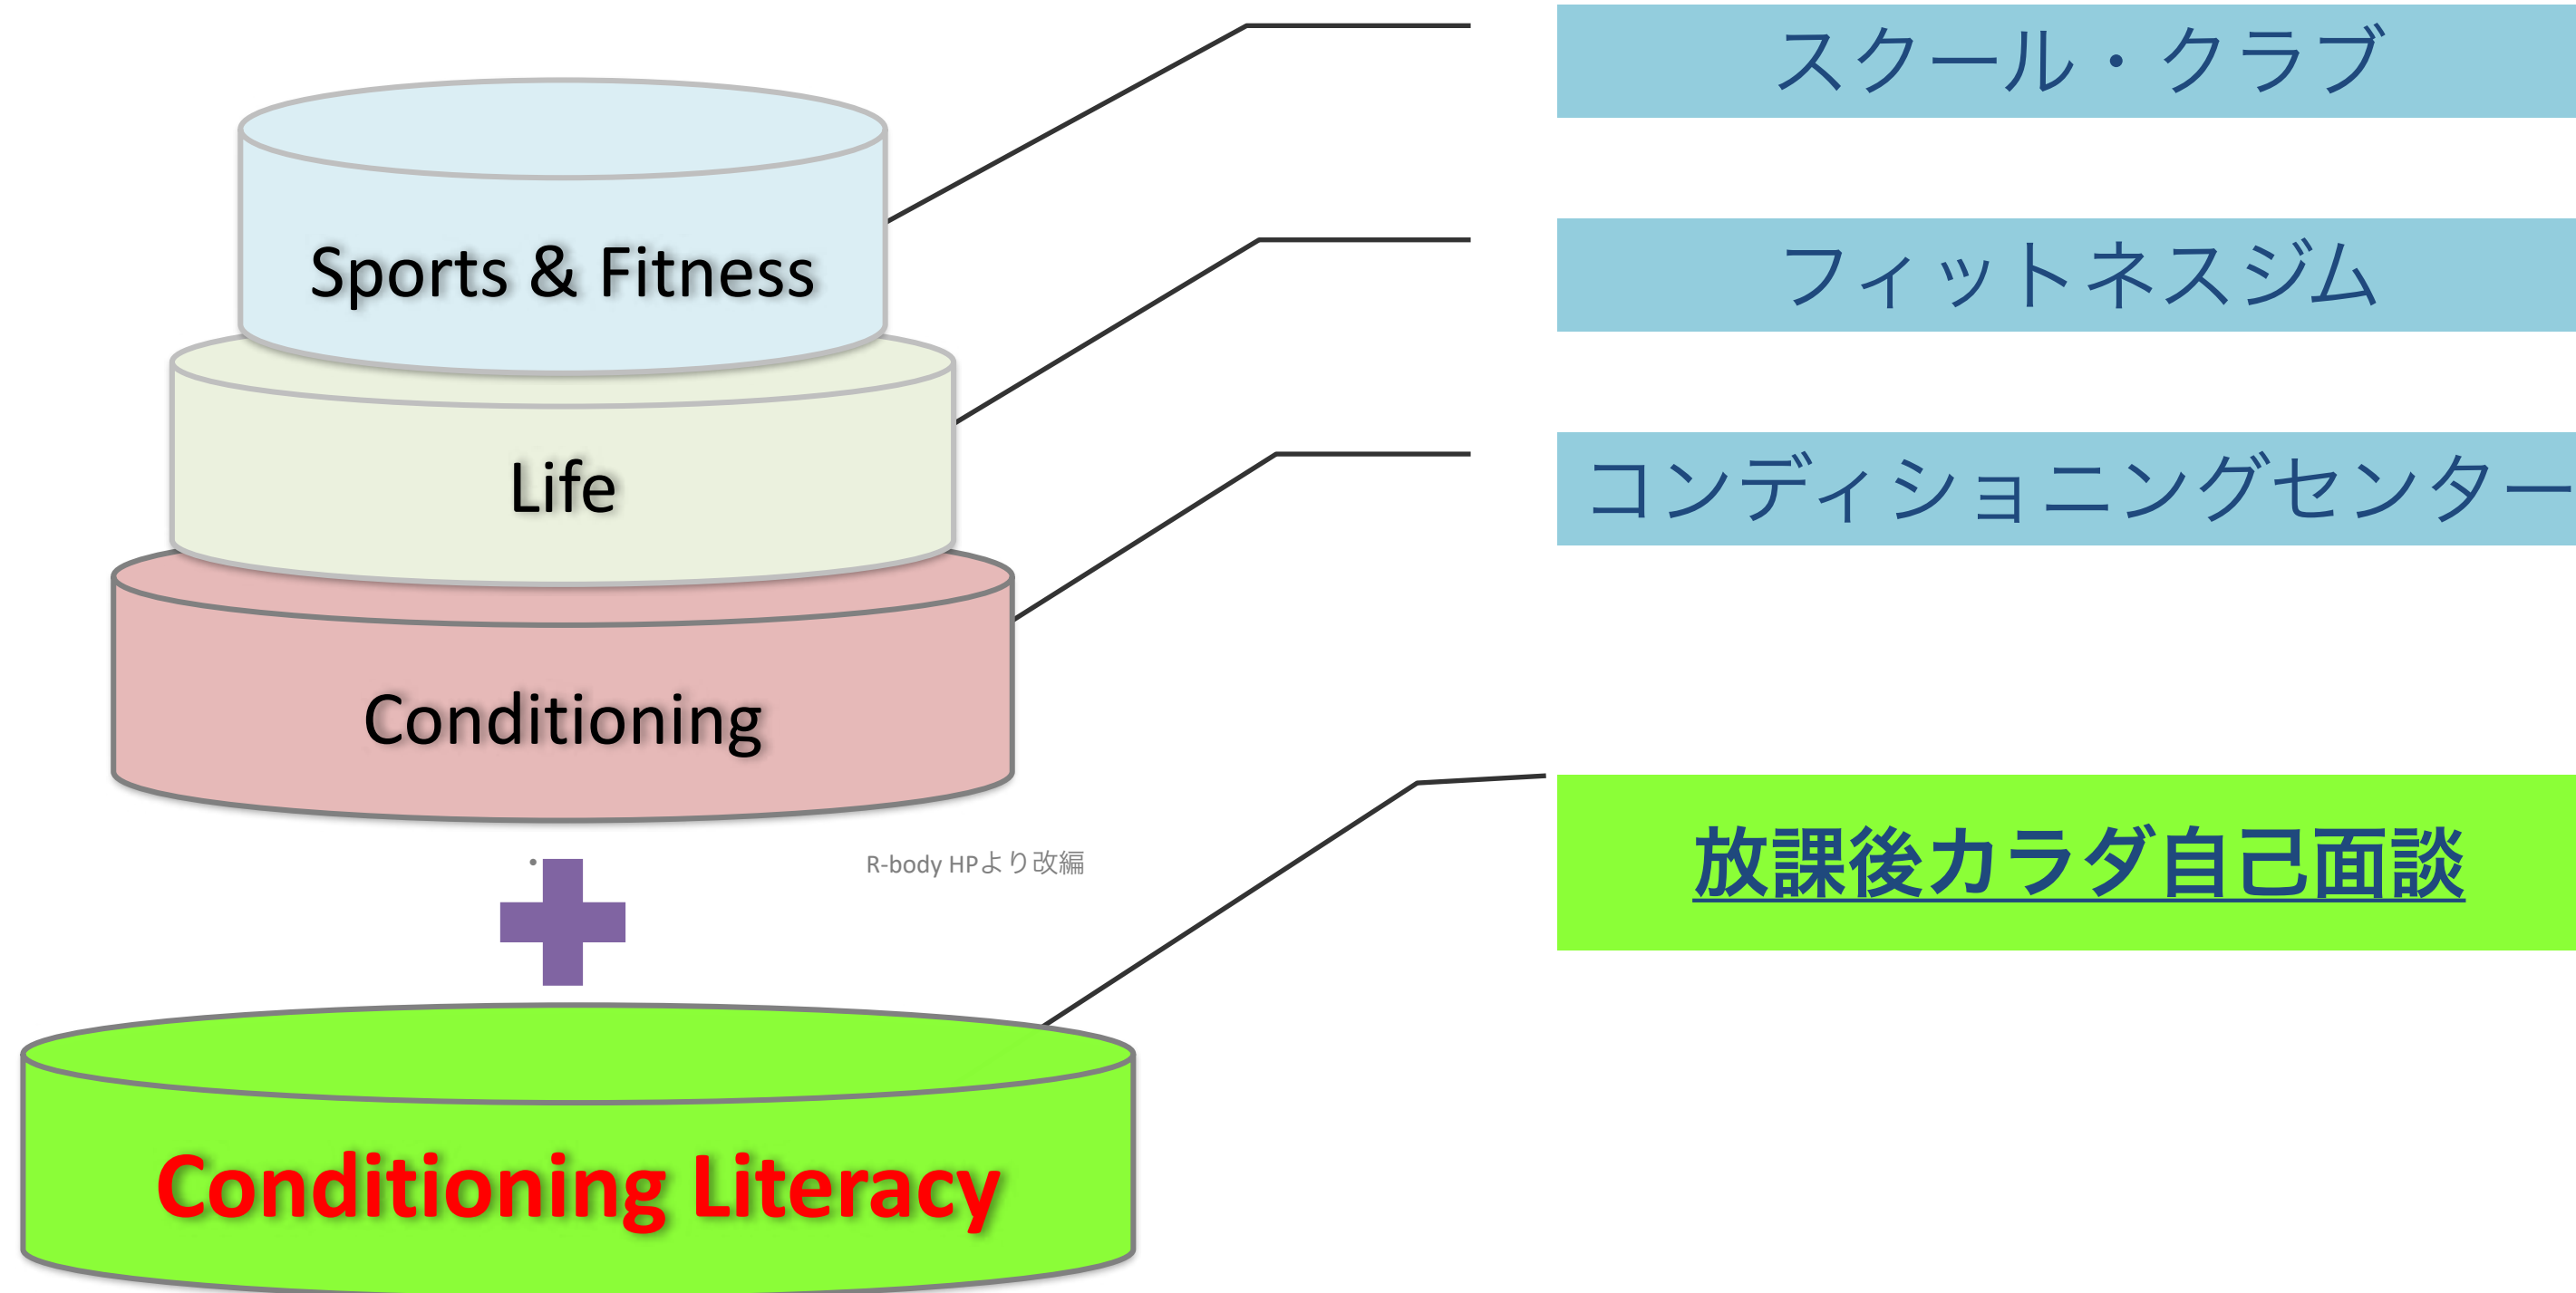 スクール・クラブ
Sports & Fitness
フィットネスジム
Life
コンディショニングセンター
Conditioning
R-body HPより改編
放課後カラダ自己面談
Conditioning Literacy